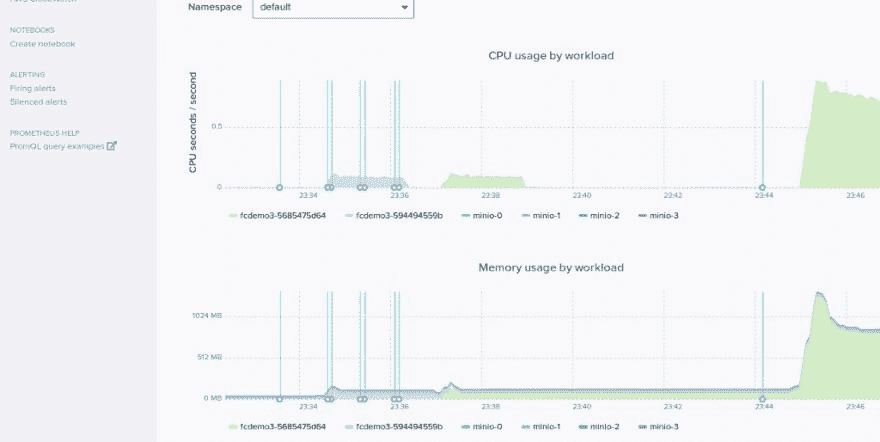 Namespace default
NOTEBOOKS
Create notebook
ALERTING
Firing alerts
Silenced alerts
PROMETHEUS HELP
PromQL query examples
CPU usage by workload
CPU seconds / second
0.5
0
23:34 23:36 23:38 23:40 23:42 23:44 23:46
fcdemo3-5685475d64 fcdemo3-594494559b minio-0 minio-1 minio-2 minio-3
Memory usage by workload
1024 MB
512 MB
0 MB
23:34 23:36 23:38 23:40 23:42 23:44 23:46
fcdemo3-5685475d64 fcdemo3-594494559b minio-0 minio-1 minio-2 minio-3